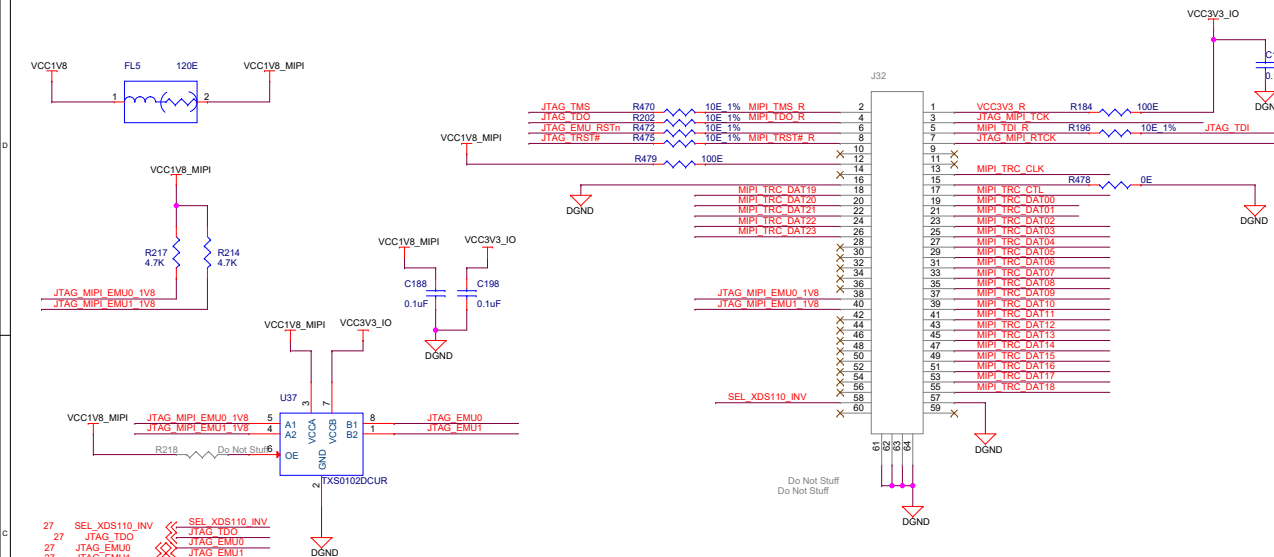 VCC3V3_IO
VCC1V8 FL5 120E VCC1V8_MIPI
1 2
J32
JTAG_TMS R470 10E_1% MIPI_TMS_R 2 1 VCC3V3_R R184 100E
JTAG_TDO R202 10E_1% MIPI_TDO_R 4 3 JTAG_MIPI_TCK
JTAG_EMU_RSTn R472 10E_1% 6 5 MIPI_TDI_R R196 10E_1% JTAG_TDI
JTAG_TRST# R475 10E_1% MIPI_TRST#_R 8 7 JTAG_MIPI_RTCK
VCC1V8_MIPI 10 9
R479 100E 12 11
14 13 MIPI_TRC_CLK
16 15 R478 0E
DGND
MIPI_TRC_DAT19 18 17 MIPI_TRC_CTL
MIPI_TRC_DAT20 20 19 MIPI_TRC_DAT00
MIPI_TRC_DAT21 22 21 MIPI_TRC_DAT01
MIPI_TRC_DAT22 24 23 MIPI_TRC_DAT02
MIPI_TRC_DAT23 26 25 MIPI_TRC_DAT03
28 27 MIPI_TRC_DAT04
30 29 MIPI_TRC_DAT05
32 31 MIPI_TRC_DAT06
34 33 MIPI_TRC_DAT07
36 35 MIPI_TRC_DAT08
JTAG_MIPI_EMU0_1V8 38 37 MIPI_TRC_DAT09
JTAG_MIPI_EMU1_1V8 40 39 MIPI_TRC_DAT10
42 41 MIPI_TRC_DAT11
44 43 MIPI_TRC_DAT12
46 45 MIPI_TRC_DAT13
48 47 MIPI_TRC_DAT14
50 49 MIPI_TRC_DAT15
52 51 MIPI_TRC_DAT16
54 53 MIPI_TRC_DAT17
56 55 MIPI_TRC_DAT18
SEL_XDS110_INV 58 57
60 59
61 62 63 64
DGND
DGND
DGND
DGND
Do Not Stuff
Do Not Stuff
D
VCC1V8_MIPI
R217 R214
4.7K 4.7K
JTAG_MIPI_EMU0_1V8
JTAG_MIPI_EMU1_1V8
VCC1V8_MIPI VCC3V3_IO
C188 C198
0.1uF 0.1uF
DGND
VCC1V8_MIPI VCC3V3_IO
U37
3 7
VCC1V8_MIPI JTAG_MIPI_EMU0_1V8 5 A1 VCCA VCCB B1 8 JTAG_EMU0
JTAG_MIPI_EMU1_1V8 4 A2 B2 1 JTAG_EMU1
R218 Do Not Stuff 6 OE GND
2 TXS0102DCUR
DGND
C
27 SEL_XDS110_INV SEL_XDS110_INV
27 JTAG_TDO JTAG_TDO
27 JTAG_EMU0 JTAG_EMU0
JTAG_EMU1